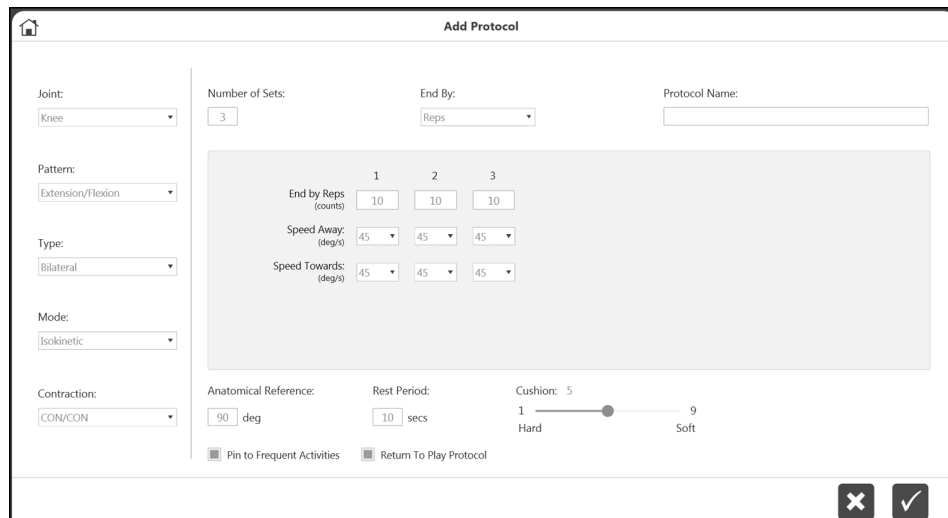 Add Protocol
Joint:
Knee
Pattern:
Extension/Flexion
Type:
Bilateral
Mode:
Isokinetic
Contraction:
CON/CON
Number of Sets:
3
End By:
Reps
Protocol Name:
1 2 3
End by Reps 10 10 10
(counts)
Speed Away: 45 45 45
(deg/s)
Speed Towards: 45 45 45
(deg/s)
Anatomical Reference:
90 deg
Rest Period:
10 secs
Cushion: 5
1 9
Hard Soft
Pin to Frequent Activities
Return To Play Protocol